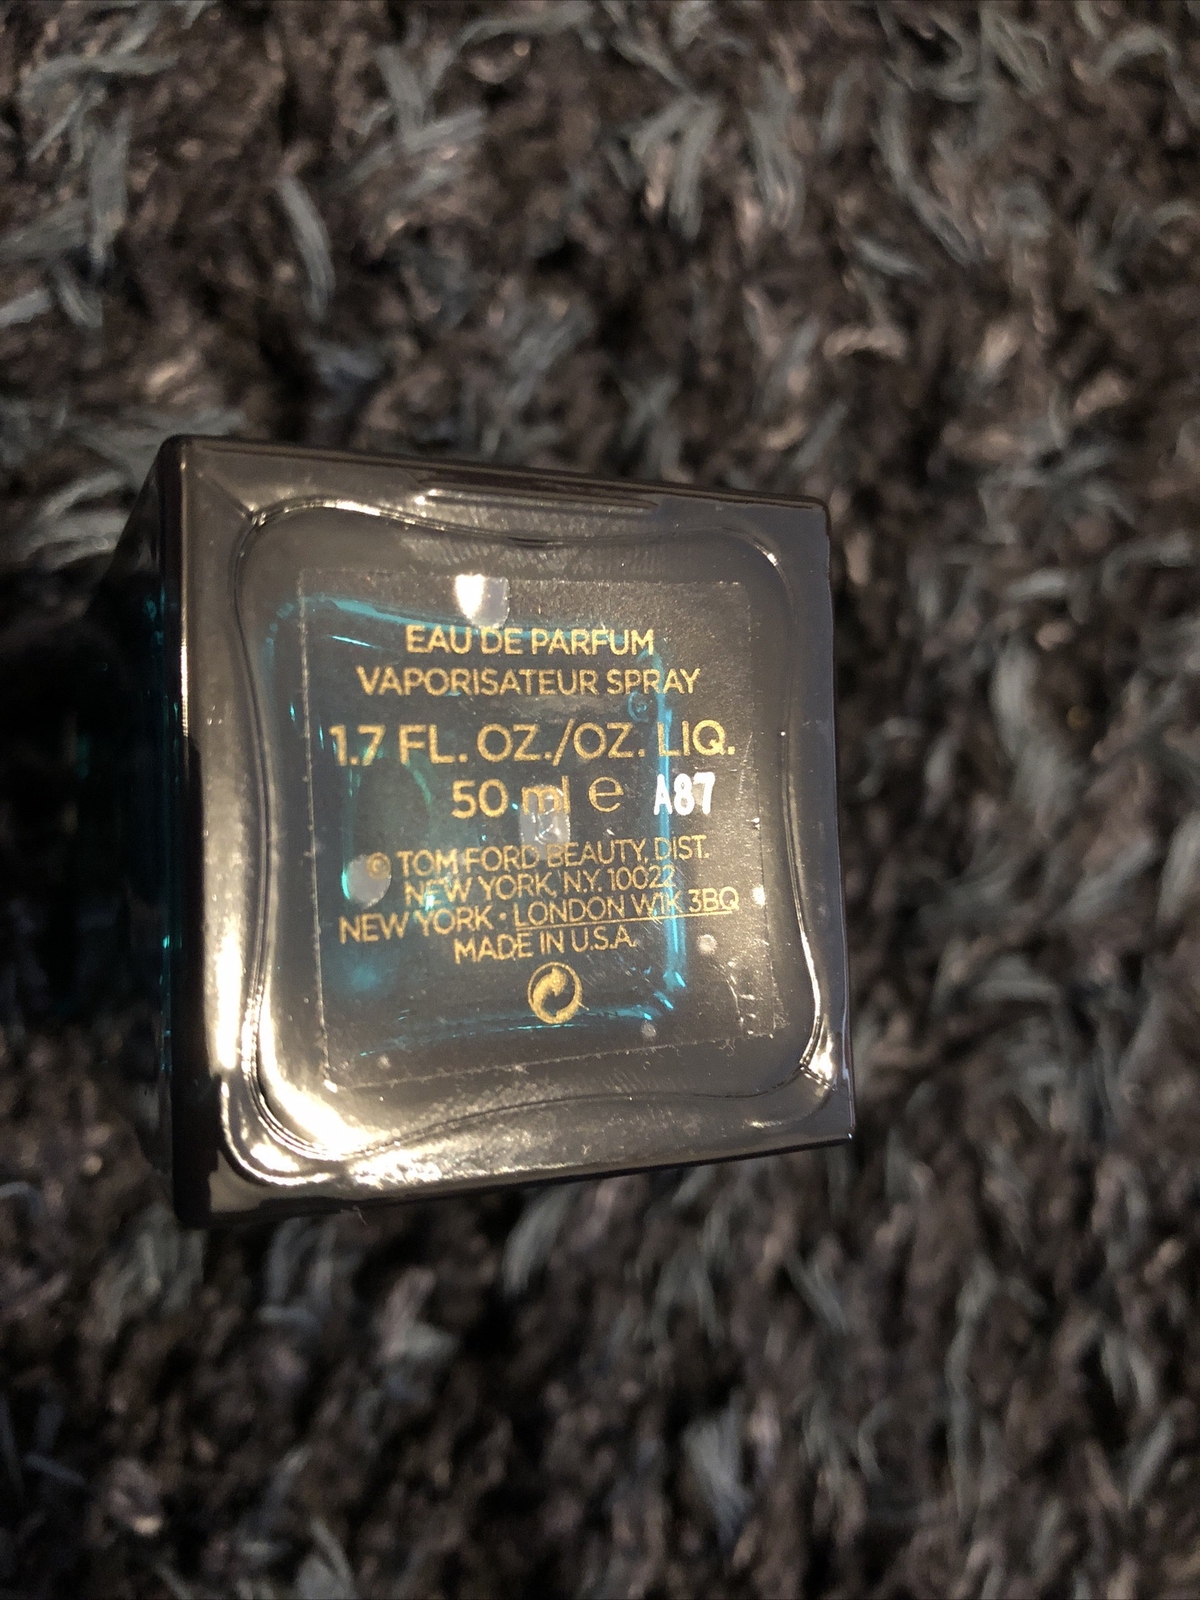 EAU DE PARFUM
VAPORISATEUR SPRAY
1.7 FL. OZ./OZ. LIQ.
50 ml e A87
© TOM FORD BEAUTY, DIST.
NEW YORK, N.Y. 10022
NEW YORK · LONDON W1K 3BQ
MADE IN U.S.A.